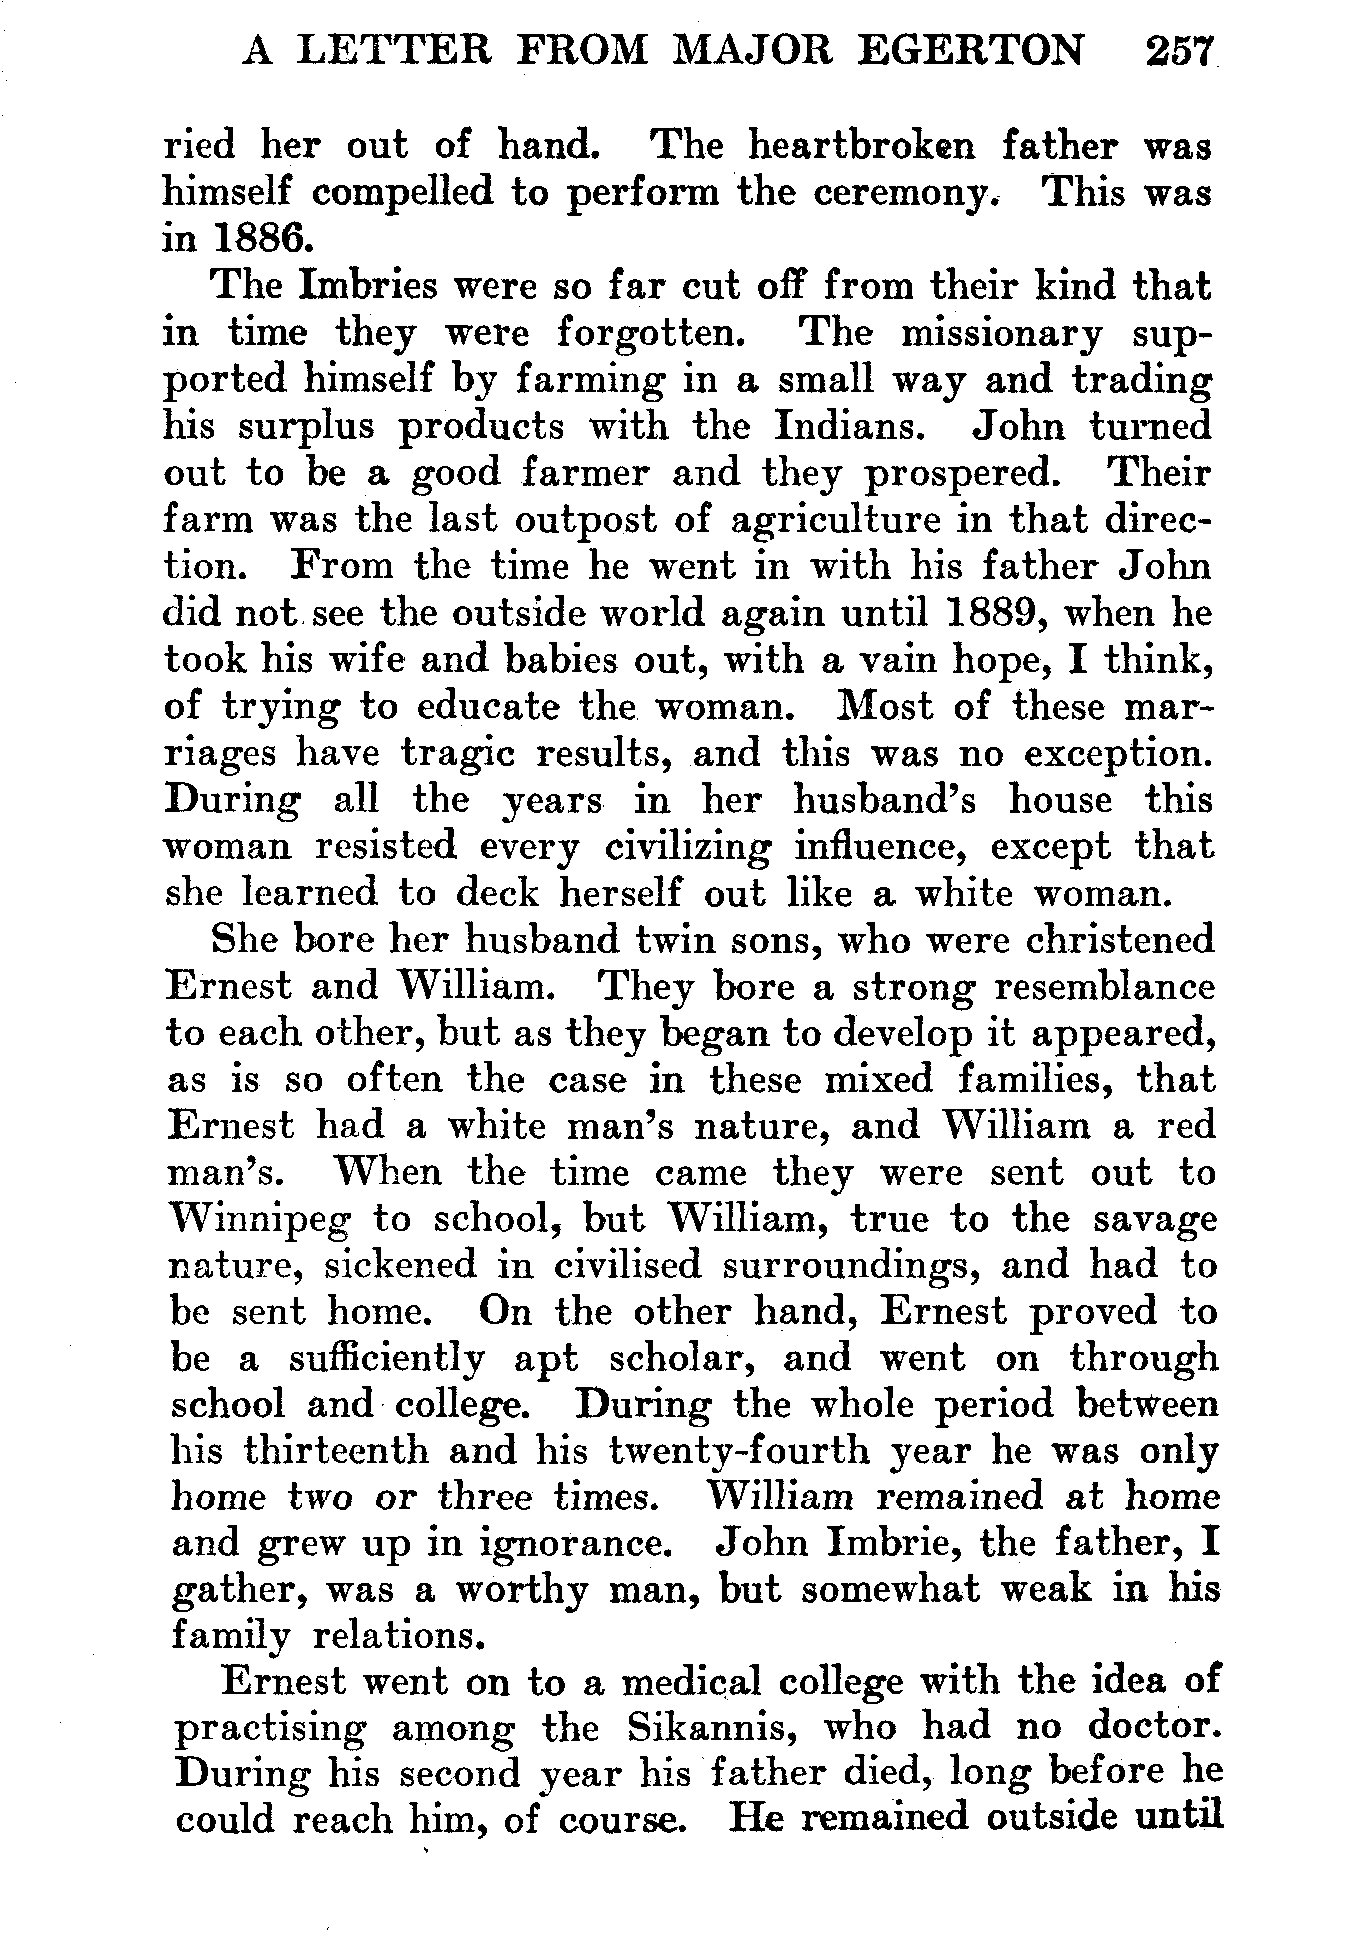 A LETTER FROM MAJOR EGERTON 257
ried her out of hand. The heartbroken father was
himself compelled to perform the ceremony. This was
in 1886.
The Imbries were so far cut off from their kind that
in time they were forgotten. The missionary sup-
ported himself by farming in a small way and trading
his surplus products with the Indians. John turned
out to be a good farmer and they prospered. Their
farm was the last outpost of agriculture in that direc-
tion. From the time he went in with his father John
did not see the outside world again until 1889, when he
took his wife and babies out, with a vain hope, I think,
of trying to educate the woman. Most of these mar-
riages have tragic results, and this was no exception.
During all the years in her husband's house this
woman resisted every civilizing influence, except that
she learned to deck herself out like a white woman.
She bore her husband twin sons, who were christened
Ernest and William. They bore a strong resemblance
to each other, but as they began to develop it appeared,
as is so often the case in these mixed families, that
Ernest had a white man's nature, and William a red
man's. When the time came they were sent out to
Winnipeg to school, but William, true to the savage
nature, sickened in civilised surroundings, and had to
be sent home. On the other hand, Ernest proved to
be a sufficiently apt scholar, and went on through
school and college. During the whole period between
his thirteenth and his twenty-fourth year he was only
home two or three times. William remained at home
and grew up in ignorance. John Imbrie, the father, I
gather, was a worthy man, but somewhat weak in his
family relations.
Ernest went on to a medical college with the idea of
practising among the Sikannis, who had no doctor.
During his second year his father died, long before he
could reach him, of course. He remained outside until